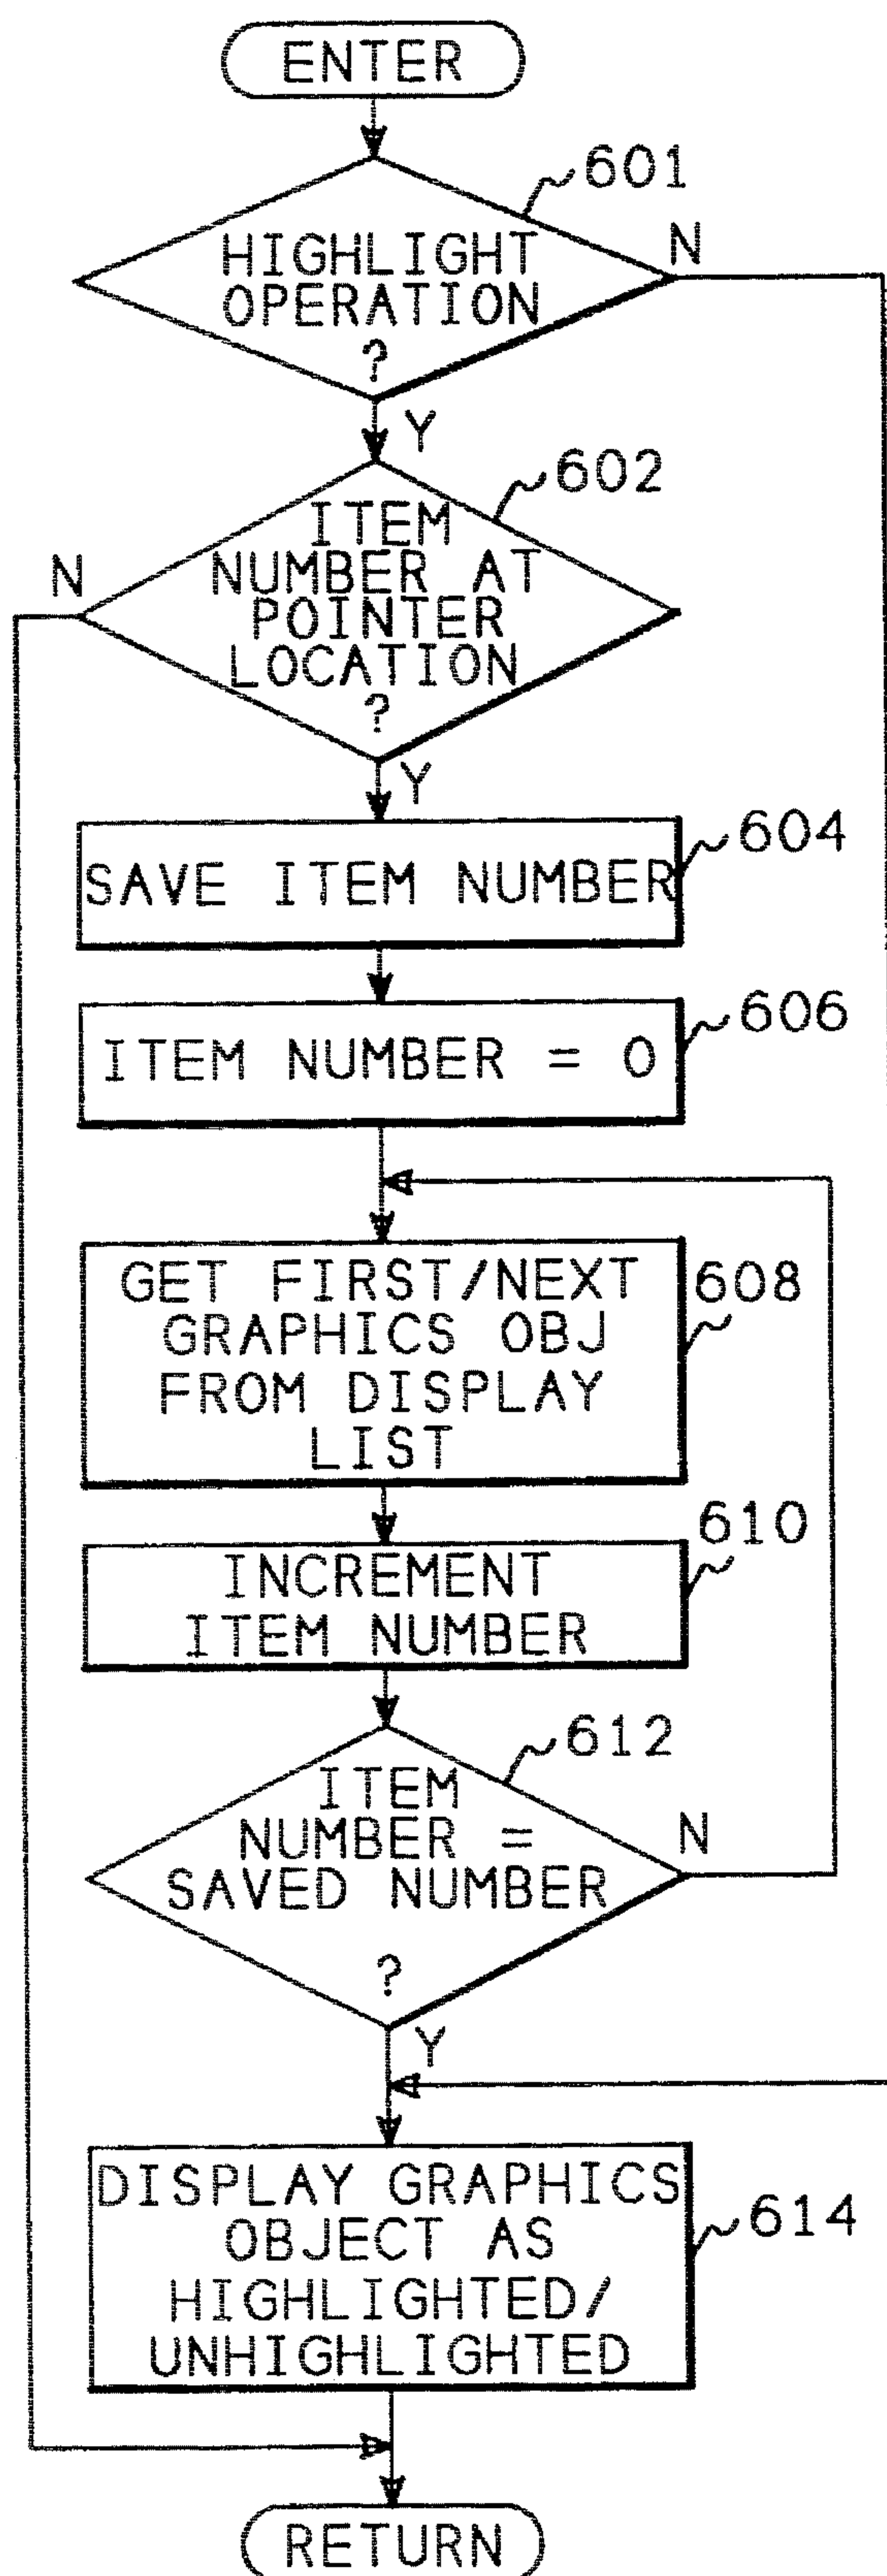 ENTER
601
HIGHLIGHT
N
OPERATION
?
Y
602
ITEM
N
NUMBER AT
POINTER
LOCATION
?
Y
604
SAVE ITEM NUMBER
606
ITEM NUMBER = 0
GET FIRST/NEXT
608
GRAPHICS OBJ
FROM DISPLAY
LIST
610
INCREMENT
ITEM NUMBER
612
ITEM
NUMBER =
N
SAVED NUMBER
?
Y
DISPLAY GRAPHICS
614
OBJECT AS
HIGHLIGHTED/
UNHIGHLIGHTED
RETURN